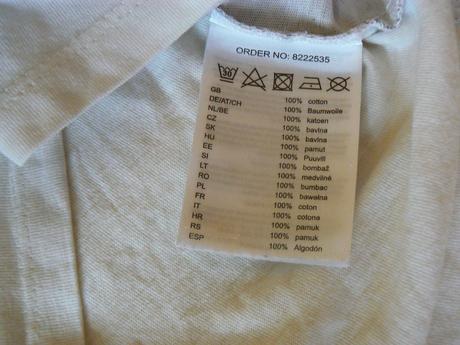 ORDER NO: 8222535
30
GB 100% cotton
DE/AT/CH 100% Baumwolle
NL/BE 100% katoen
CZ 100% bavlna
SK 100% bavlna
HU 100% pamut
EE 100% Puuvill
SI 100% bombaž
LT 100% medvilnė
RO 100% bumbac
PL 100% bawełna
FR 100% coton
IT 100% cotona
HR 100% pamuk
RS 100% pamuk
ESP 100% Algodón